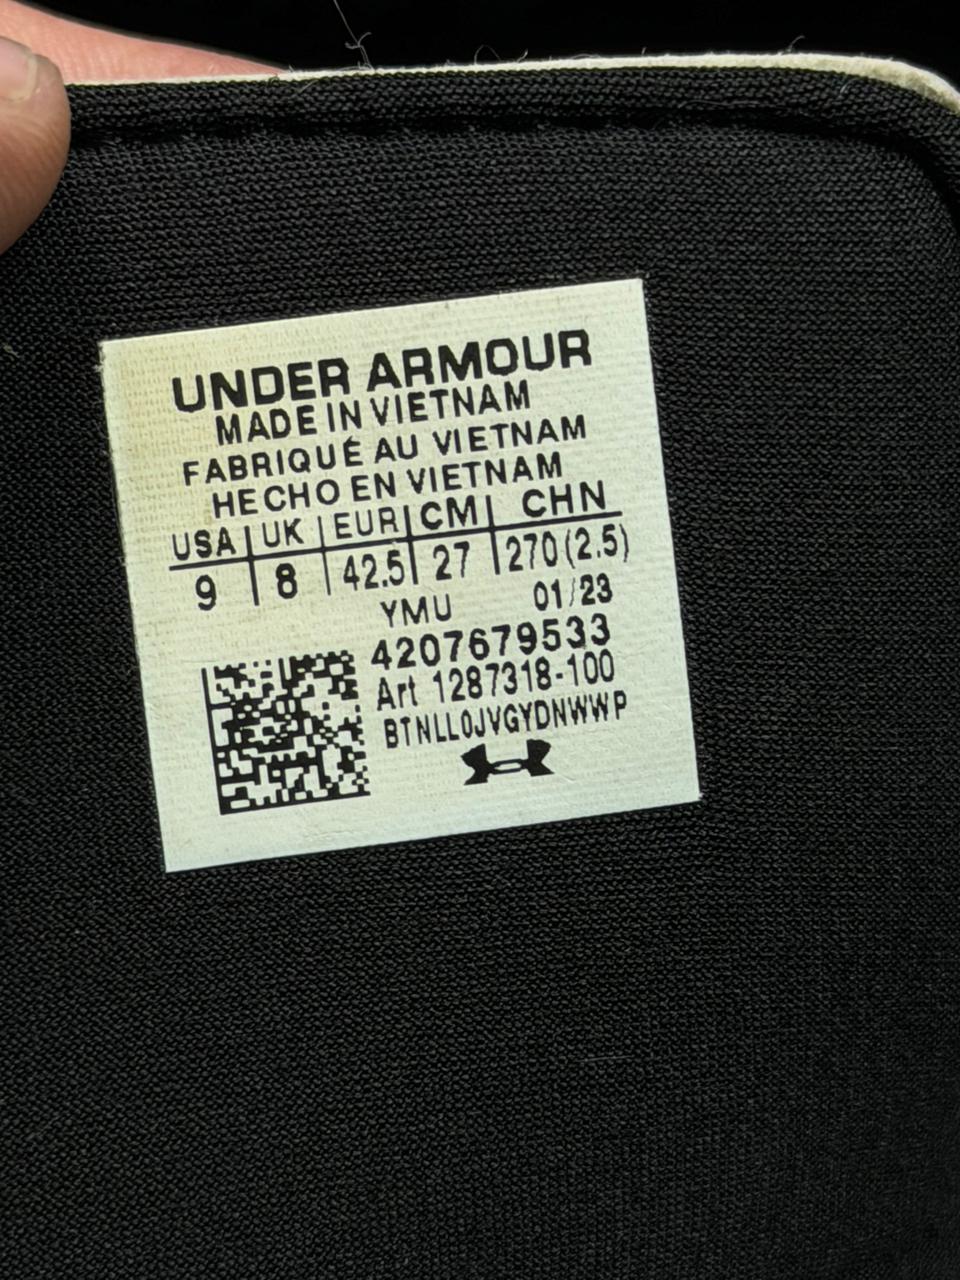 UNDER ARMOUR
MADE IN VIETNAM
FABRIQUÉ AU VIETNAM
HECHO EN VIETNAM
USA UK EUR CM CHN
9 8 42.5 27 270(2.5)
YMU 01/23
4207679533
Art 1287318-100
BTNLL0JVGYDNWWP